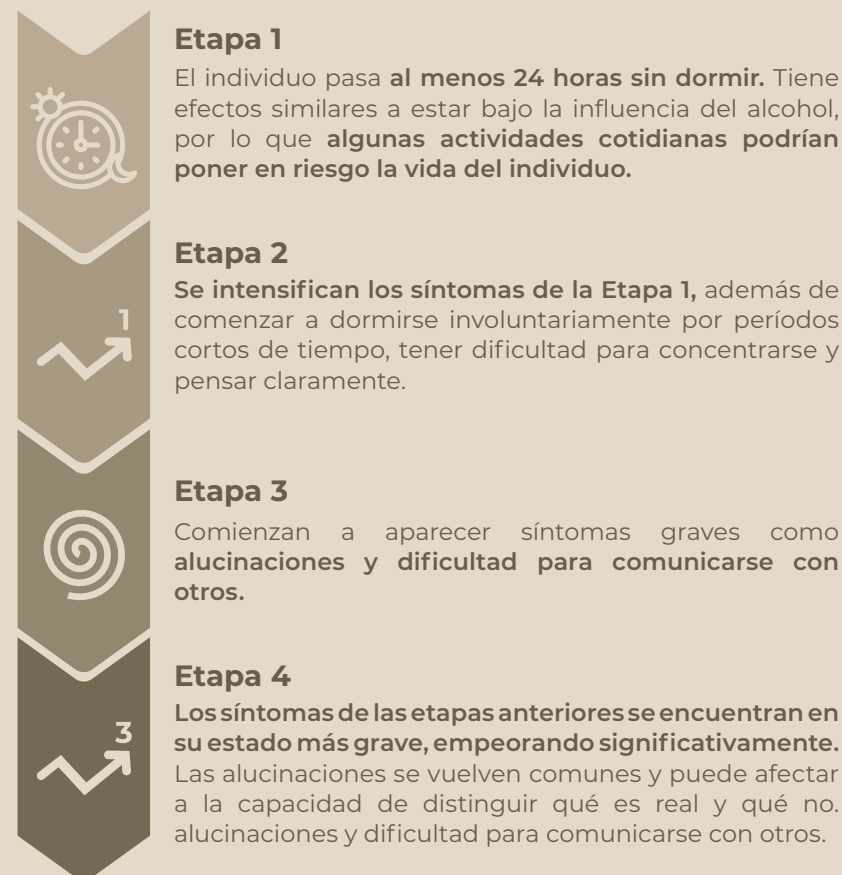 Etapa 1
El individuo pasa al menos 24 horas sin dormir. Tiene
efectos similares a estar bajo la influencia del alcohol,
por lo que algunas actividades cotidianas podrían
poner en riesgo la vida del individuo.
Etapa 2
Se intensifican los síntomas de la Etapa 1, además de
comenzar a dormirse involuntariamente por períodos
cortos de tiempo, tener dificultad para concentrarse y
pensar claramente.
1
Etapa 3
Comienzan a aparecer síntomas graves como
alucinaciones y dificultad para comunicarse con
otros.
Etapa 4
Los síntomas de las etapas anteriores se encuentran en
su estado más grave, empeorando significativamente.
Las alucinaciones se vuelven comunes y puede afectar
a la capacidad de distinguir qué es real y qué no.
alucinaciones y dificultad para comunicarse con otros.
3